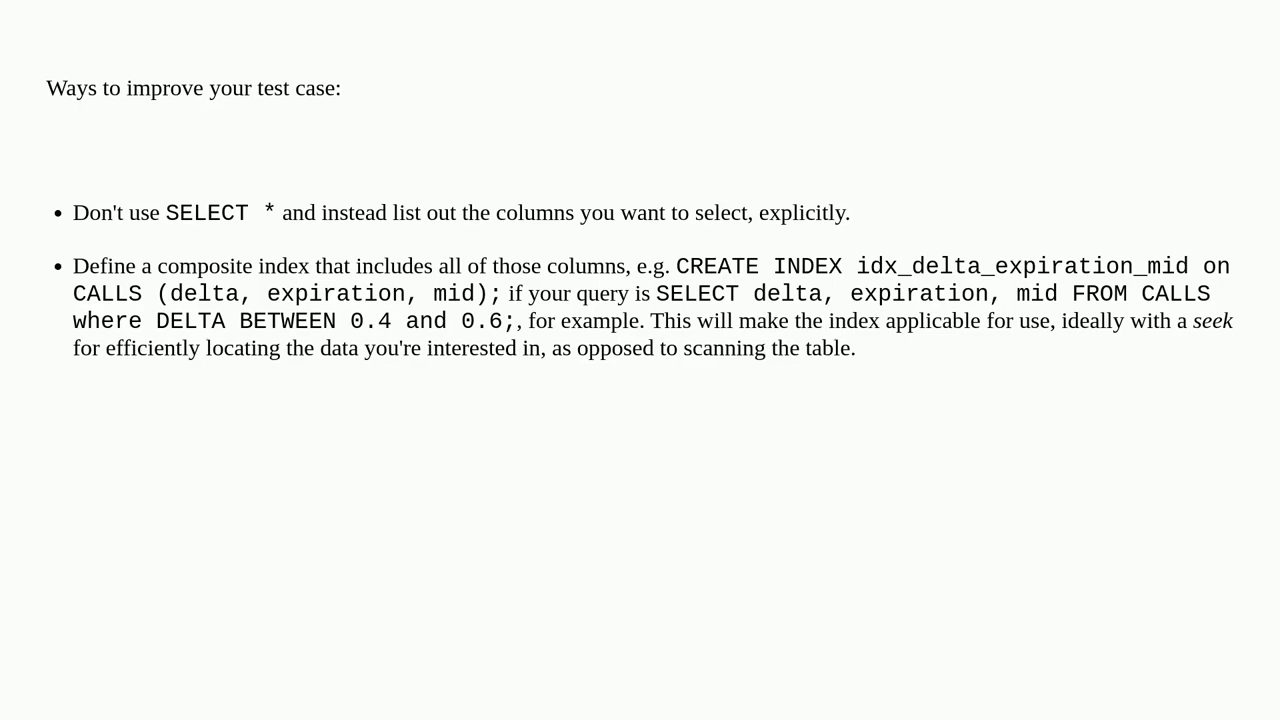 Ways to improve your test case:
• Don't use SELECT * and instead list out the columns you want to select, explicitly.
• Define a composite index that includes all of those columns, e.g. CREATE INDEX idx_delta_expiration_mid on
CALLS (delta, expiration, mid); if your query is SELECT delta, expiration, mid FROM CALLS
where DELTA BETWEEN 0.4 and 0.6;, for example. This will make the index applicable for use, ideally with a seek
for efficiently locating the data you're interested in, as opposed to scanning the table.